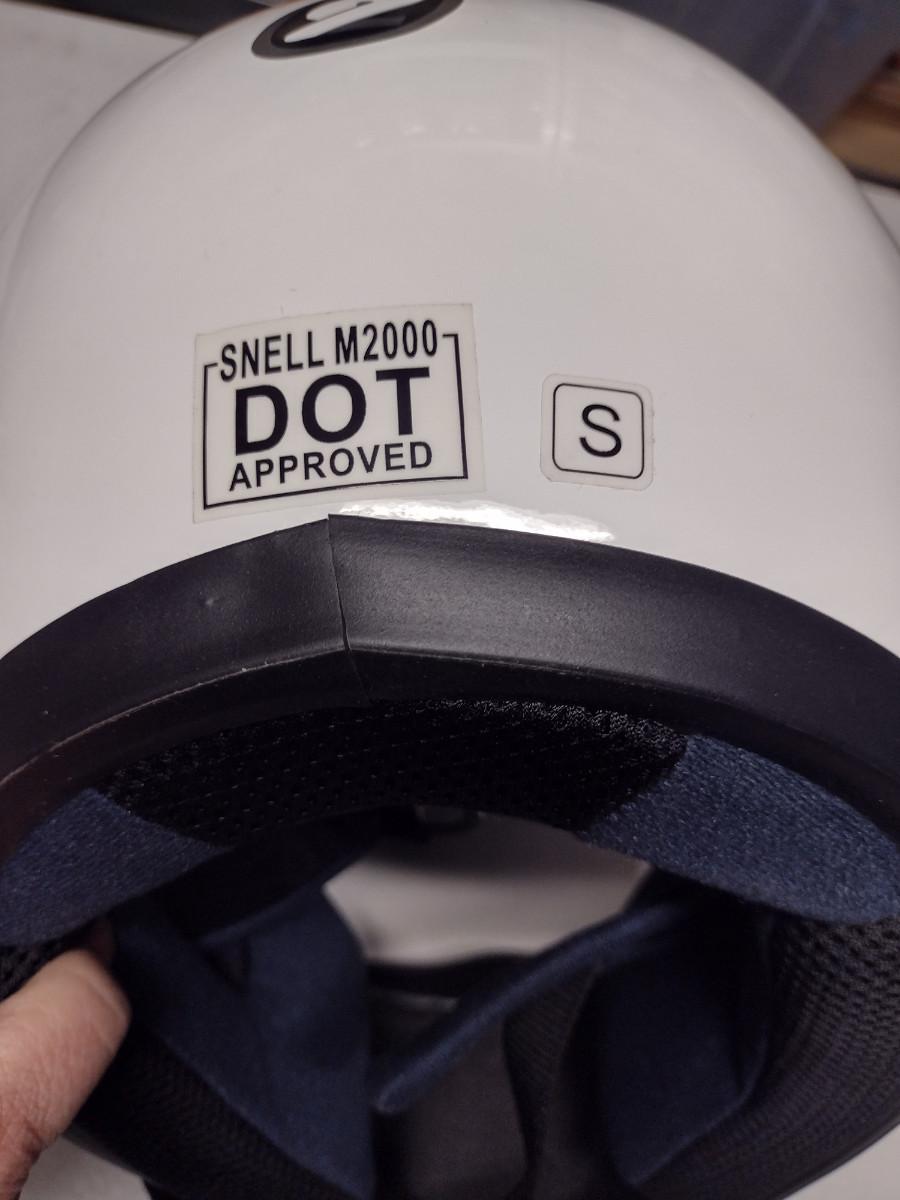 SNELL M2000
DOT
APPROVED
S